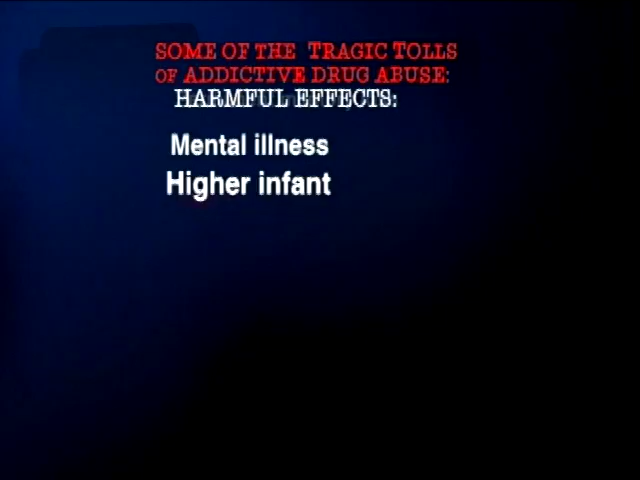 SOME OF THE TRAGIC TOLLS
OF ADDICTIVE DRUG ABUSE:
HARMFUL EFFECTS:
Mental illness
Higher infant